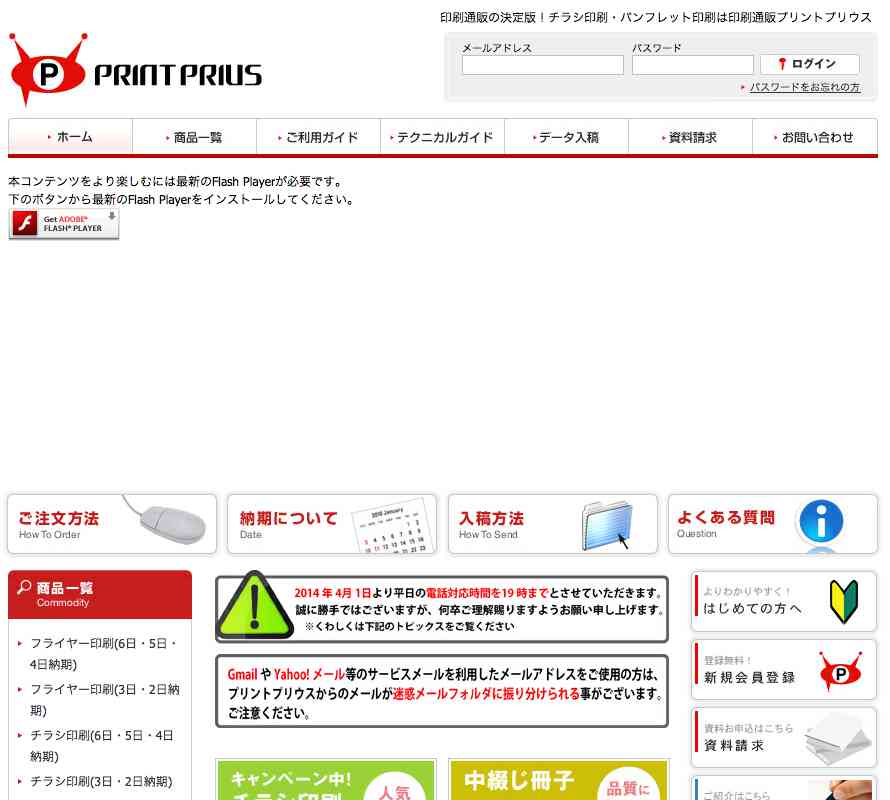 印刷通販の決定版！チラシ印刷・パンフレット印刷は印刷通販プリントプリウス
P PRINT PRIUS
メールアドレス
パスワード
ログイン
パスワードをお忘れの方
ホーム
商品一覧
ご利用ガイド
テクニカルガイド
データ入稿
資料請求
お問い合わせ
本コンテンツをより楽しむには最新のFlash Playerが必要です。
下のボタンから最新のFlash Playerをインストールしてください。
Get ADOBE®
FLASH® PLAYER
ご注文方法
How To Order
納期について
Date
2010 January
入稿方法
How To Send
よくある質問
Question
商品一覧
Commodity
フライヤー印刷(6日・5日・
4日納期)
フライヤー印刷(3日・2日納
期)
チラシ印刷(6日・5日・4日
納期)
チラシ印刷(3日・2日納期)
2014 年 4月 1日より平日の電話対応時間を19 時までとさせていただきます。
誠に勝手ではございますが、何卒ご理解賜りますようお願い申し上げます。
※くわしくは下記のトピックスをご覧ください
Gmail や Yahoo! メール等のサービスメールを利用したメールアドレスをご使用の方は、
プリントプリウスからのメールが迷惑メールフォルダに振り分けられる事がございます。
ご注意ください。
キャンペーン中!
チラシ印刷
人気
中綴じ冊子
品質に
よりわかりやすく！
はじめての方へ
登録無料！
新規会員登録
資料お申込はこちら
資料請求
ご紹介はこちら